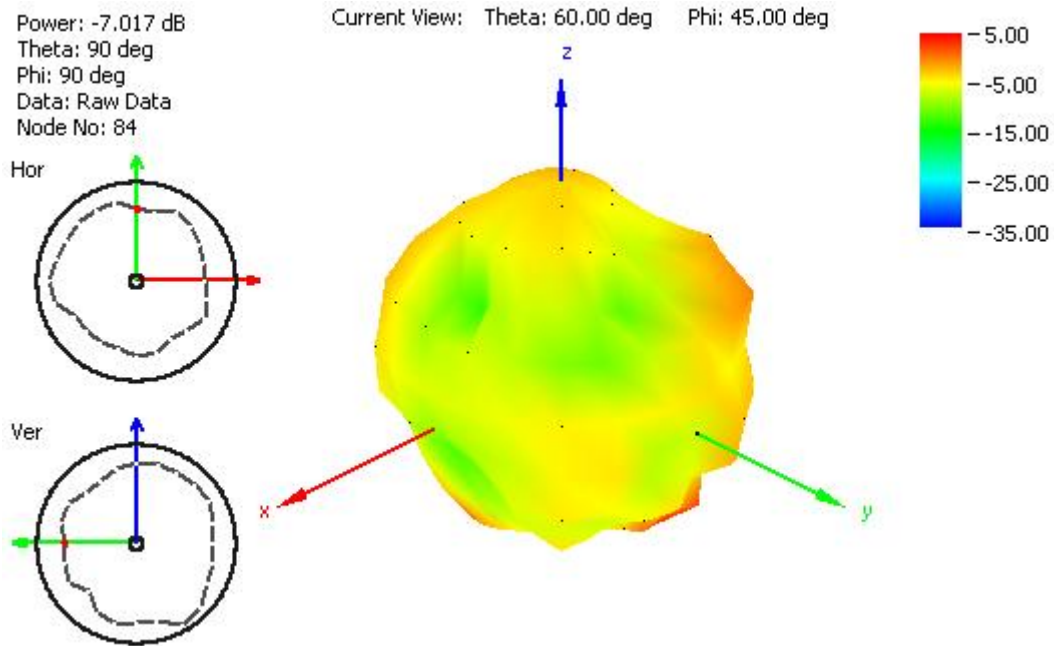 Power: -7.017 dB
Theta: 90 deg
Phi: 90 deg
Data: Raw Data
Node No: 84
Current View: Theta: 60.00 deg Phi: 45.00 deg
Hor
Ver
z
x
y
5.00
-5.00
-15.00
-25.00
-35.00